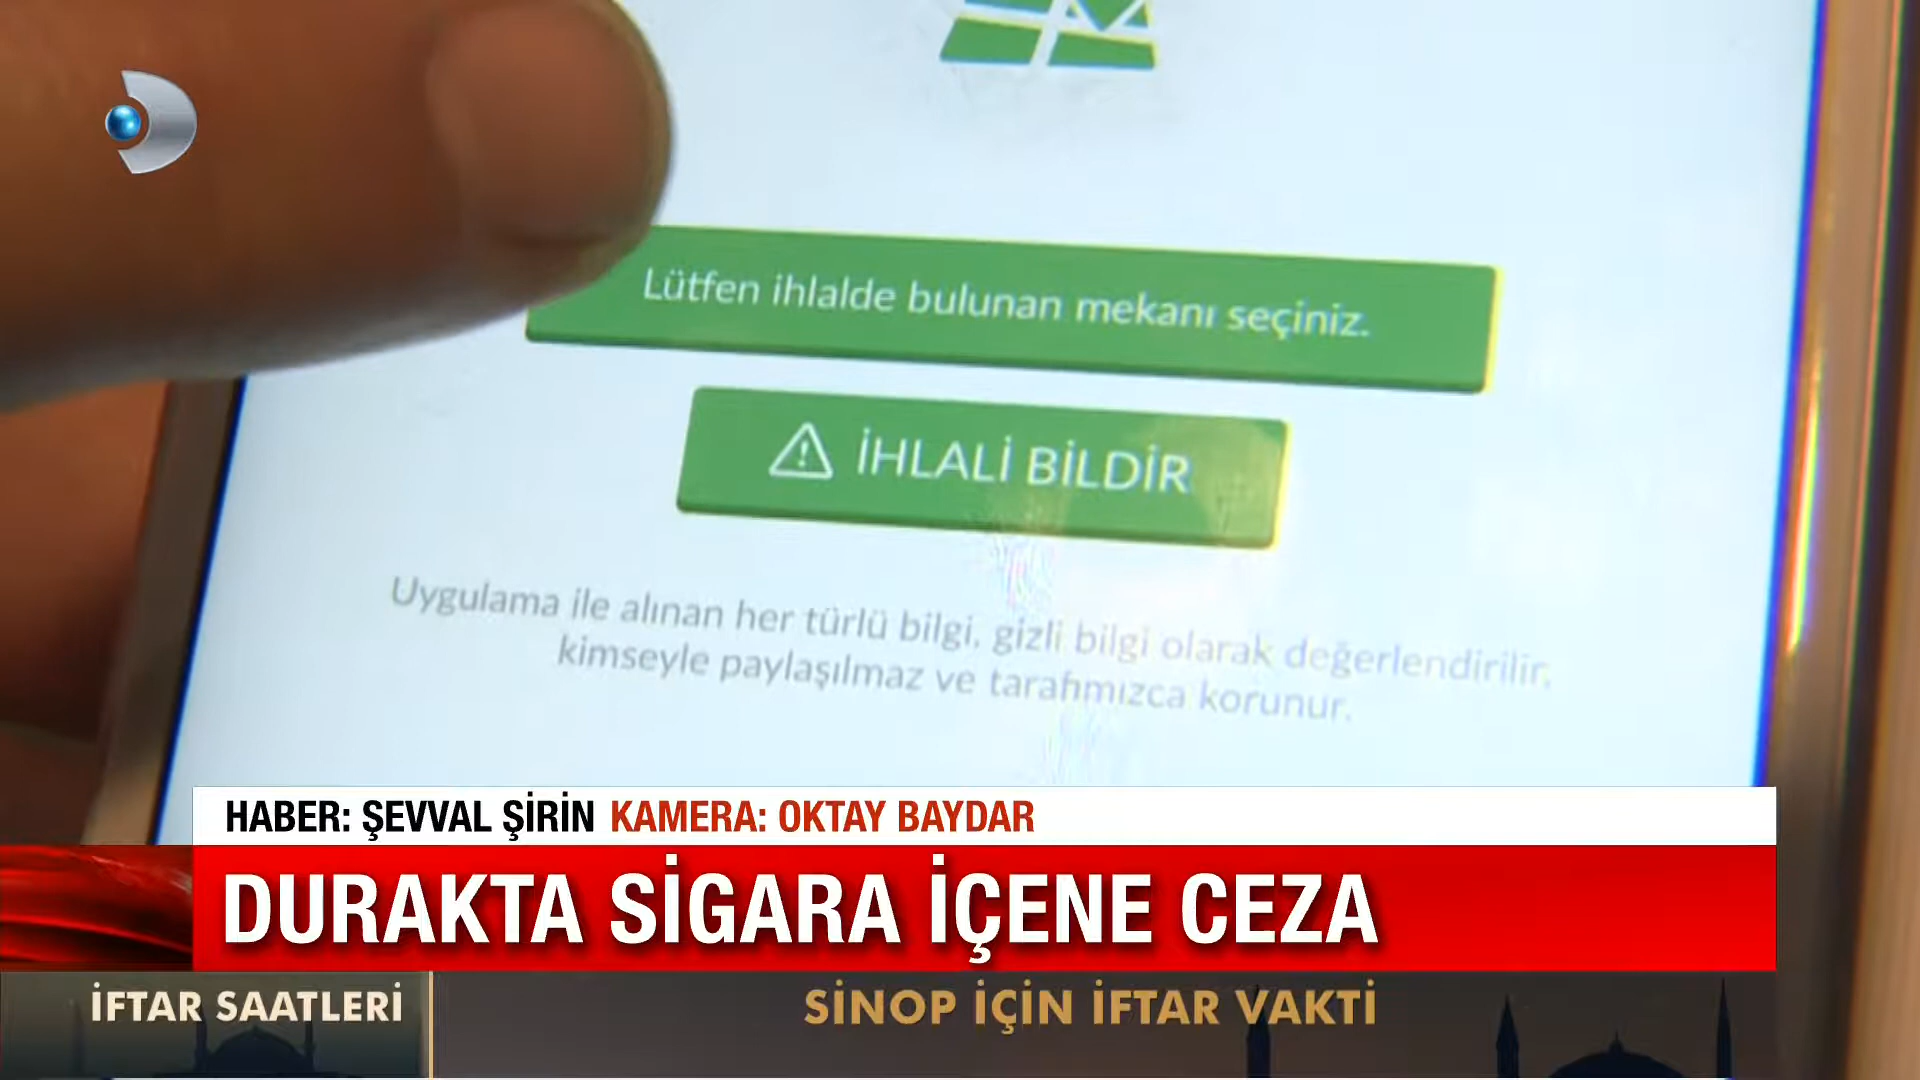 Lütfen ihlalde bulunan mekanı seçiniz.
İHLALİ BİLDİR
Uygulama ile alınan her türlü bilgi, gizli bilgi olarak değerlendirilir,
kimseyle paylaşılmaz ve tarafımızca korunur.
HABER: ŞEVVAL ŞİRİN KAMERA: OKTAY BAYDAR
DURAKTA SİGARA İÇENE CEZA
İFTAR SAATLERİ
SİNOP İÇİN İFTAR VAKTİ